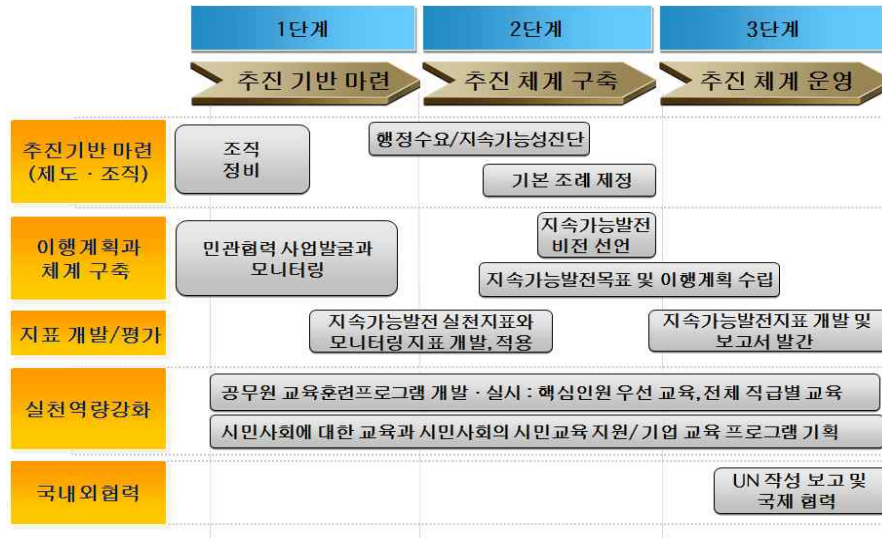 1단계
2단계
3단계
추진 기반 마련
추진 체계 구축
추진 체계 운영
추진기반 마련
(제도 · 조직)
조직
정비
행정수요/지속가능성진단
기본 조례 제정
이행계획과
체계 구축
민관협력 사업발굴과
모니터링
지속가능발전
비전 선언
지속가능발전목표 및 이행계획 수립
지표 개발/평가
지속가능발전 실천지표와
모니터링 지표 개발, 적용
지속가능발전지표 개발 및
보고서 발간
실천역량강화
공무원 교육훈련프로그램 개발 · 실시 : 핵심인원 우선 교육, 전체 직급별 교육
시민사회에 대한 교육과 시민사회의 시민교육 지원/ 기업 교육 프로그램 기획
국내외협력
UN 작성 보고 및
국제 협력